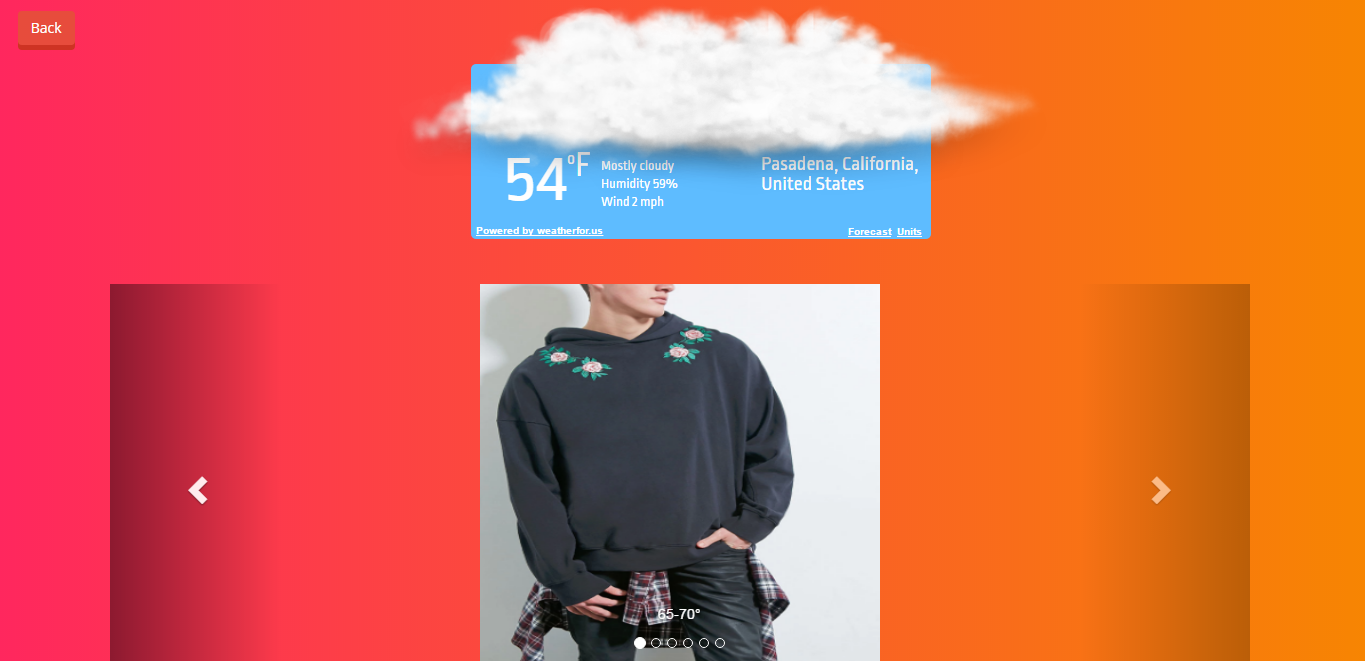 Back
54°F
Mostly cloudy
Humidity 59%
Wind 2 mph
Pasadena, California,
United States
Powered by weatherfor.us
Forecast Units
65-70°